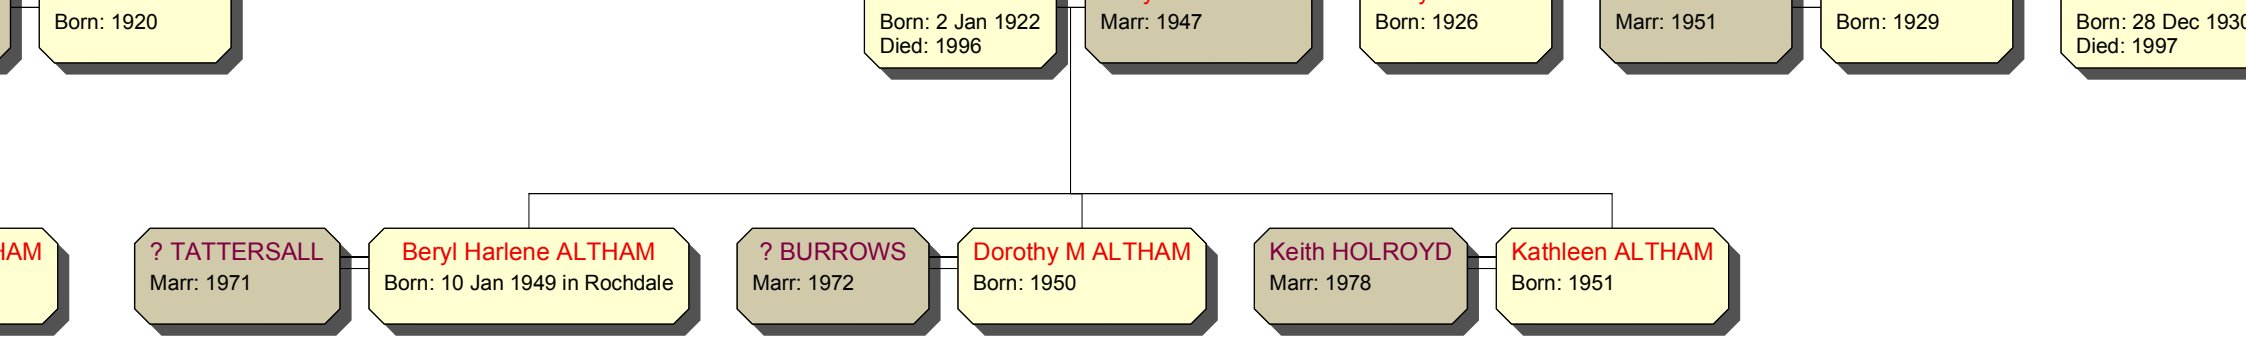 Born: 1920
Born: 2 Jan 1922
Died: 1996
Marr: 1947
Born: 1926
Marr: 1951
Born: 1929
Born: 28 Dec 1930
Died: 1997
HAM
? TATTERSALL
Marr: 1971
Beryl Harlene ALTHAM
Born: 10 Jan 1949 in Rochdale
? BURROWS
Marr: 1972
Dorothy M ALTHAM
Born: 1950
Keith HOLROYD
Marr: 1978
Kathleen ALTHAM
Born: 1951